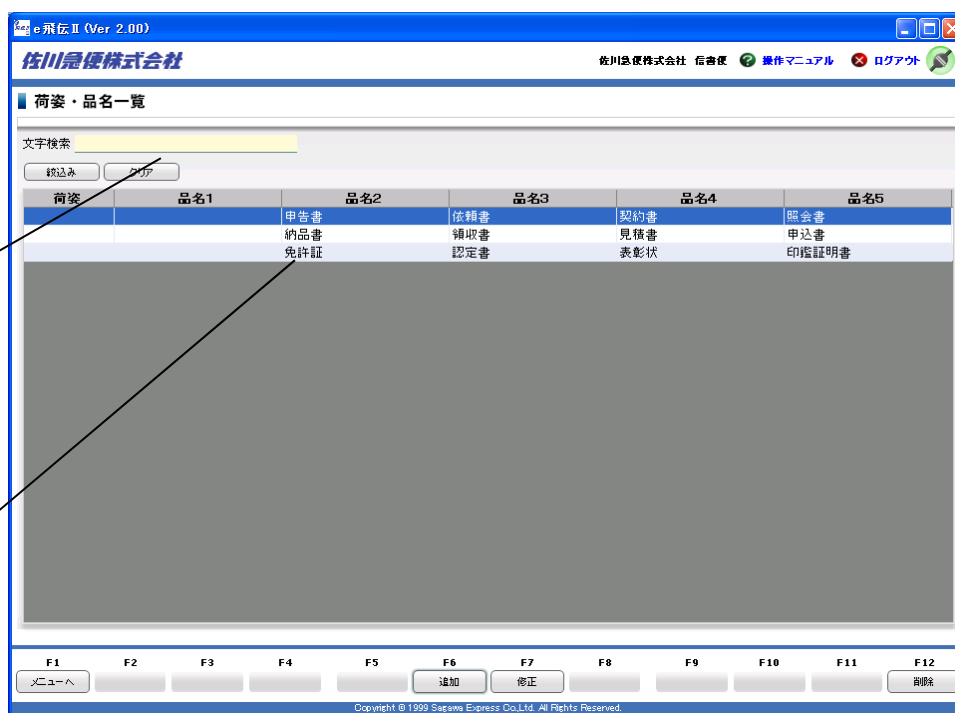 e飛伝Ⅱ (Ver 2.00)
佐川急便株式会社
佐川急便株式会社 信書便 操作マニュアル ログアウト
荷姿・品名一覧
文字検索
絞込み クリア
荷姿 品名1 品名2 品名3 品名4 品名5
申告書 依頼書 契約書 照会書
納品書 領収書 見積書 申込書
免許証 認定書 表彰状 印鑑証明書
F1 F2 F3 F4 F5 F6 F7 F8 F9 F10 F11 F12
メニューへ 追加 修正 削除
Copyright © 1999 Sagawa Express Co.,Ltd. All Rights Reserved.